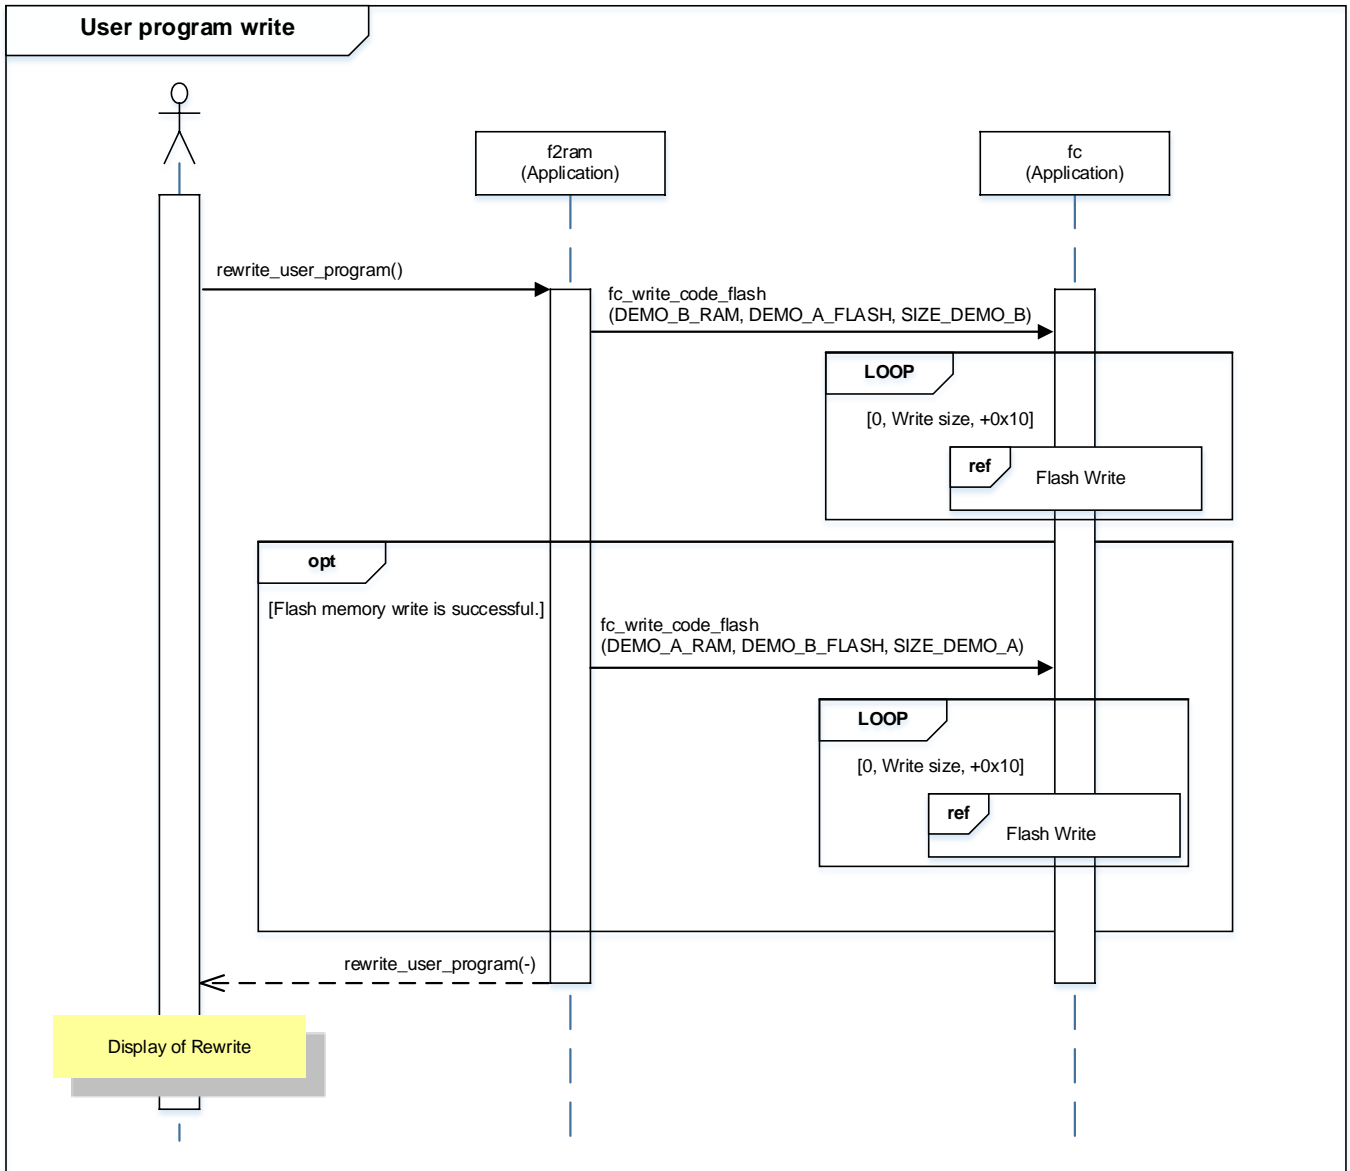 User program write
f2ram
(Application)
fc
(Application)
rewrite_user_program()
fc_write_code_flash
(DEMO_B_RAM, DEMO_A_FLASH, SIZE_DEMO_B)
LOOP
[0, Write size, +0x10]
ref
Flash Write
opt
[Flash memory write is successful.]
fc_write_code_flash
(DEMO_A_RAM, DEMO_B_FLASH, SIZE_DEMO_A)
LOOP
[0, Write size, +0x10]
ref
Flash Write
rewrite_user_program(-)
Display of Rewrite